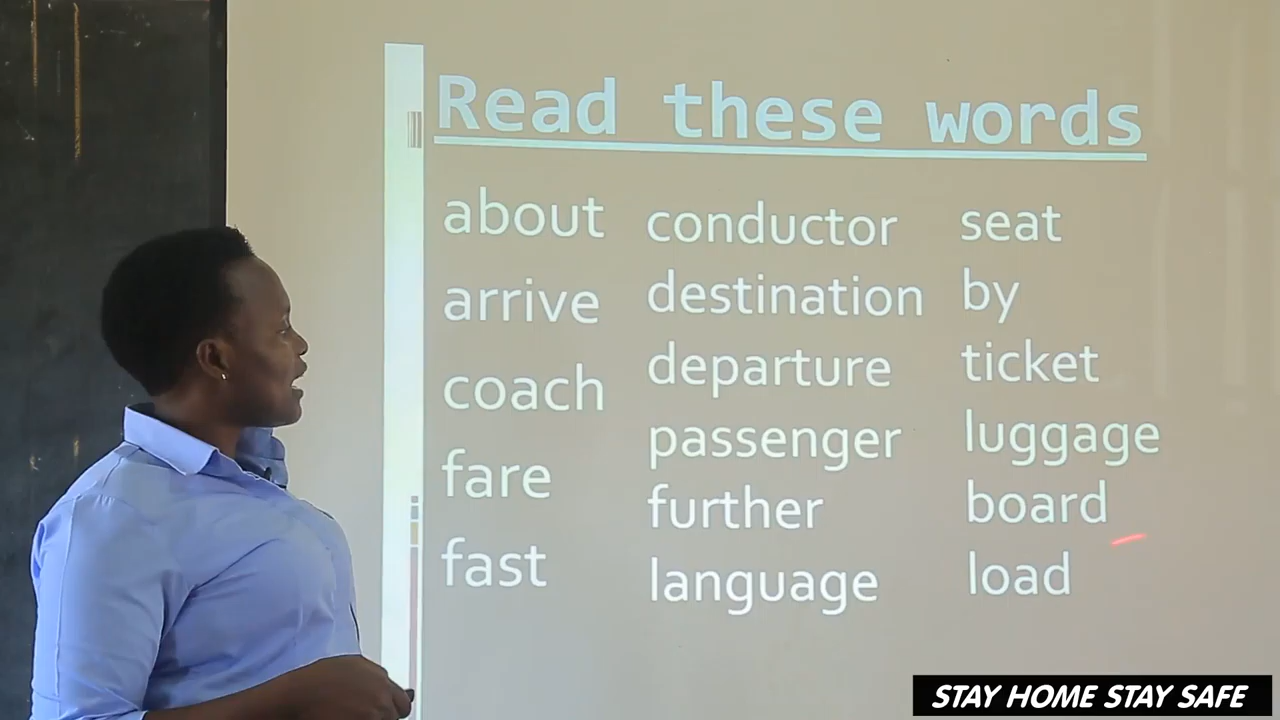 Read these words
about
arrive
coach
fare
fast
conductor
destination
departure
passenger
further
language
seat
by
ticket
luggage
board
load
STAY HOME STAY SAFE